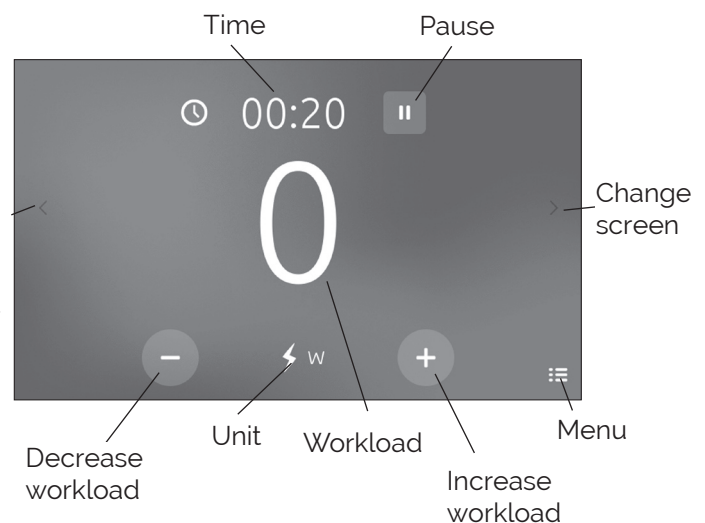 Time
Pause
00:20
0
Change
screen
W
Unit
Workload
Menu
Decrease
workload
Increase
workload